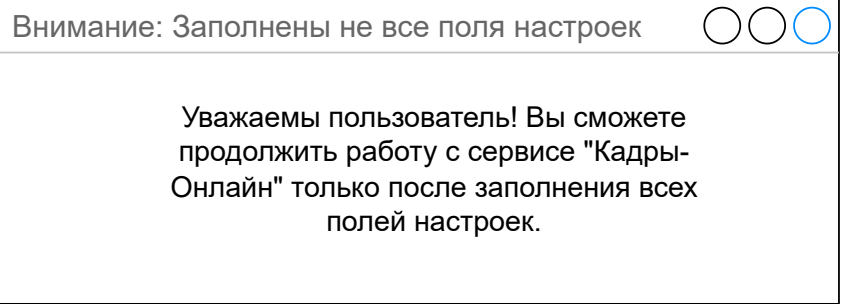 Внимание: Заполнены не все поля настроек
Уважаемы пользователь! Вы сможете
продолжить работу с сервисе "Кадры-
Онлайн" только после заполнения всех
полей настроек.